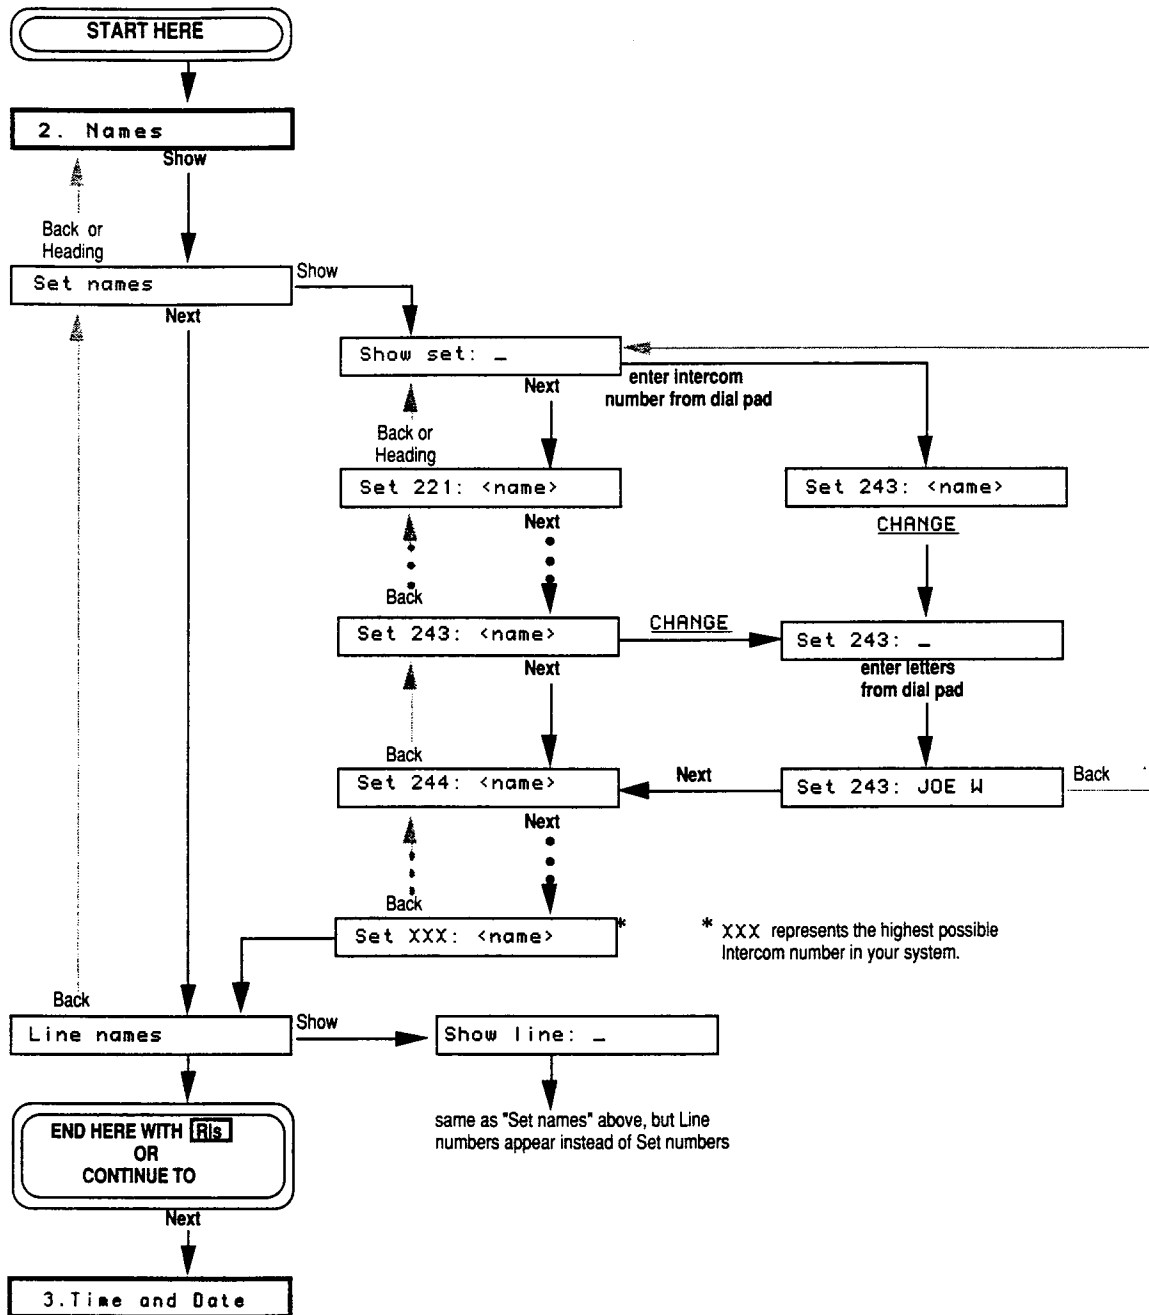 START HERE
2. Names
Show
Back or
Heading
Set names
Show
Next
Show set: _
Next
enter intercom
number from dial pad
Back or
Heading
Set 221: <name>
Set 243: <name>
Next
CHANGE
Back
Set 243: <name>
CHANGE
Set 243: _
Next
enter letters
from dial pad
Back
Set 244: <name>
Next
Set 243: JOE W
Back
Next
Back
Set XXX: <name>
*
* XXX represents the highest possible
Intercom number in your system.
Back
Line names
Show
Show line: _
same as "Set names" above, but Line
numbers appear instead of Set numbers
END HERE WITH Rls
OR
CONTINUE TO
Next
3.Time and Date